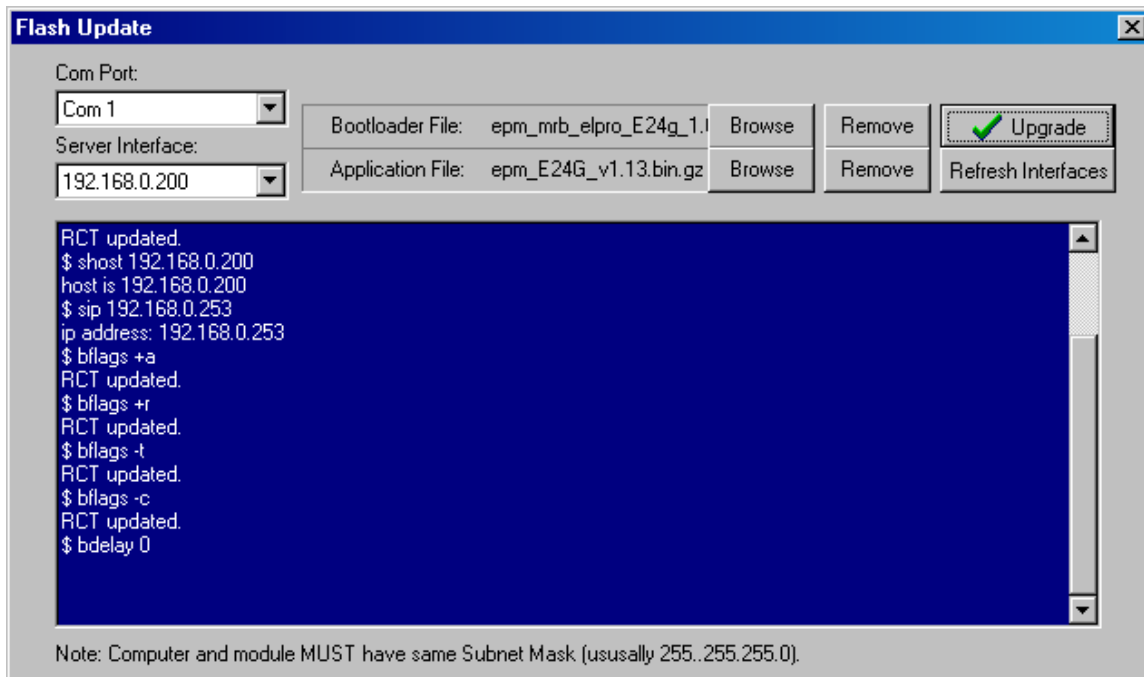 Flash Update
Com Port:
Com 1
Server Interface:
192.168.0.200
Bootloader File: epm_mrb_elpro_E24g_1. Browse Remove Upgrade
Application File: epm_E24G_v1.13.bin.gz Browse Remove Refresh Interfaces
RCT updated.
$ shost 192.168.0.200
host is 192.168.0.200
$ sip 192.168.0.253
ip address: 192.168.0.253
$ bflags +a
RCT updated.
$ bflags +r
RCT updated.
$ bflags -t
RCT updated.
$ bflags -c
RCT updated.
$ bdelay 0
Note: Computer and module MUST have same Subnet Mask (ususally 255..255.255.0).